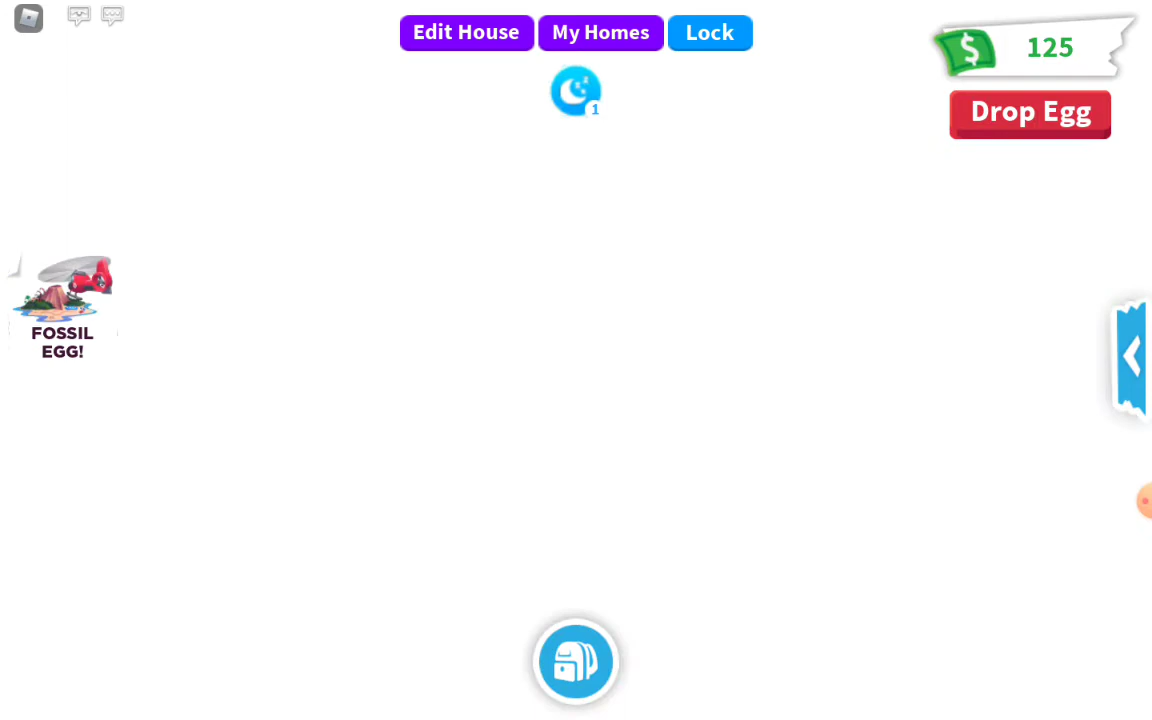 Edit House
My Homes
Lock
125
1
Drop Egg
FOSSIL
EGG!